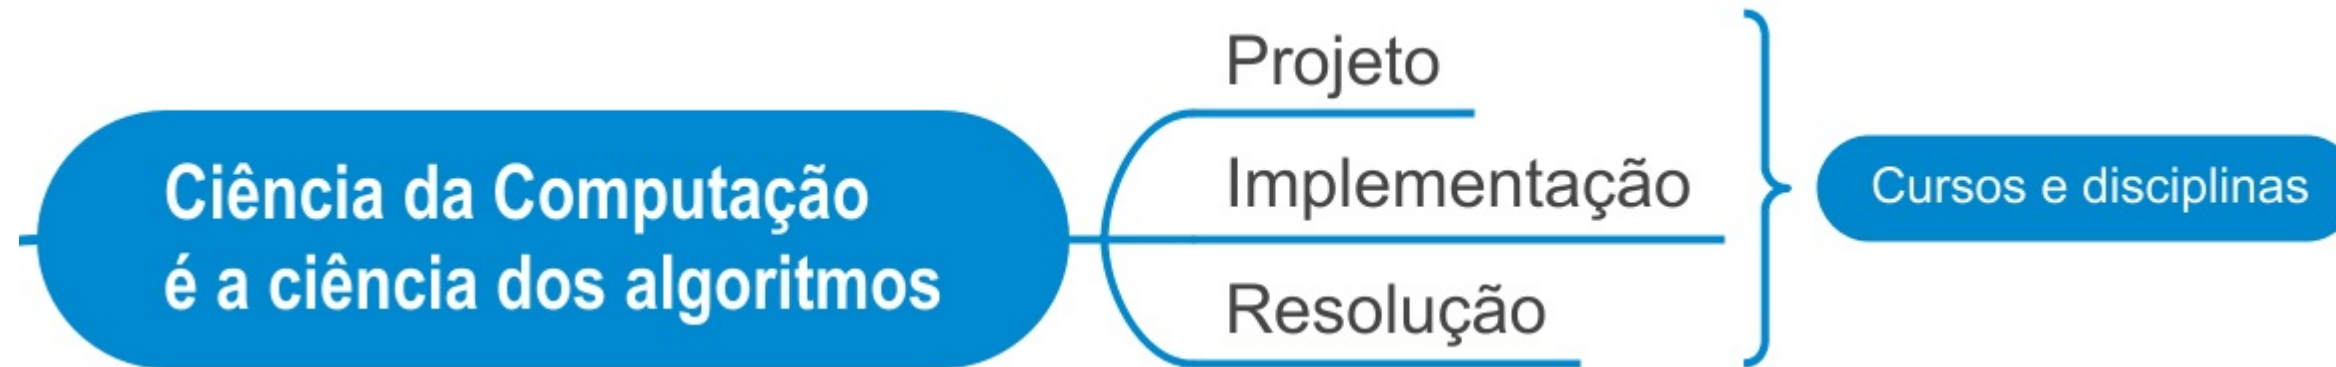 Projeto
Ciência da Computação
é a ciência dos algoritmos
Implementação
Resolução
Cursos e disciplinas